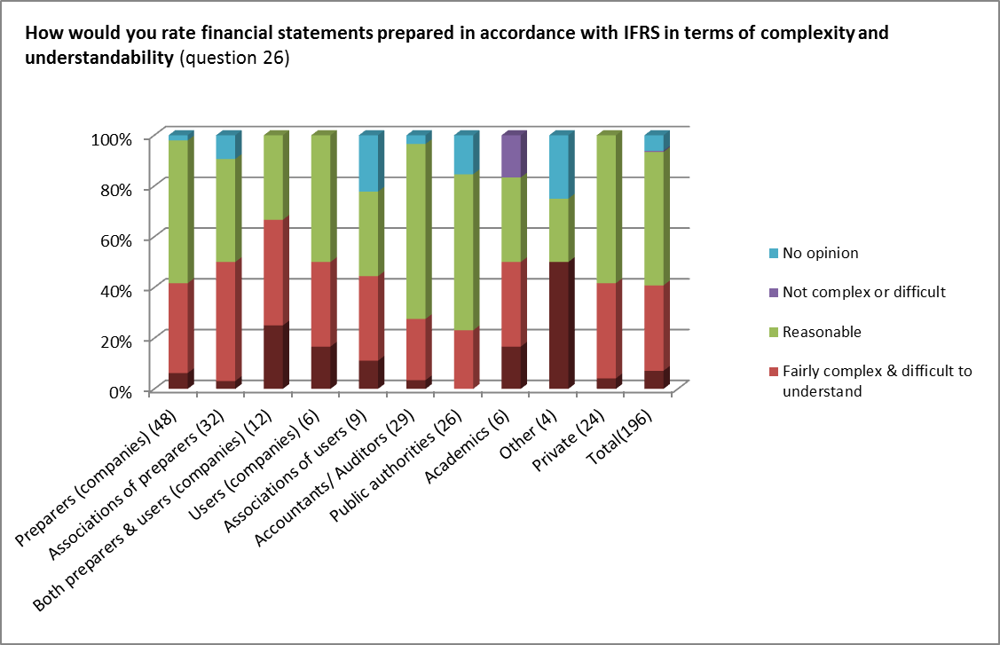 How would you rate financial statements prepared in accordance with IFRS in terms of complexity and
understandability (question 26)
100%
80%
60%
40%
20%
0%
Preparers (companies) (48)
Associations of preparers (32)
Both preparers & users (companies) (12)
Users (companies) (6)
Associations of users (9)
Accountants/ Auditors (29)
Public authorities (26)
Academics (6)
Other (4)
Private (24)
Total(196)
No opinion
Not complex or difficult
Reasonable
Fairly complex & difficult to
understand